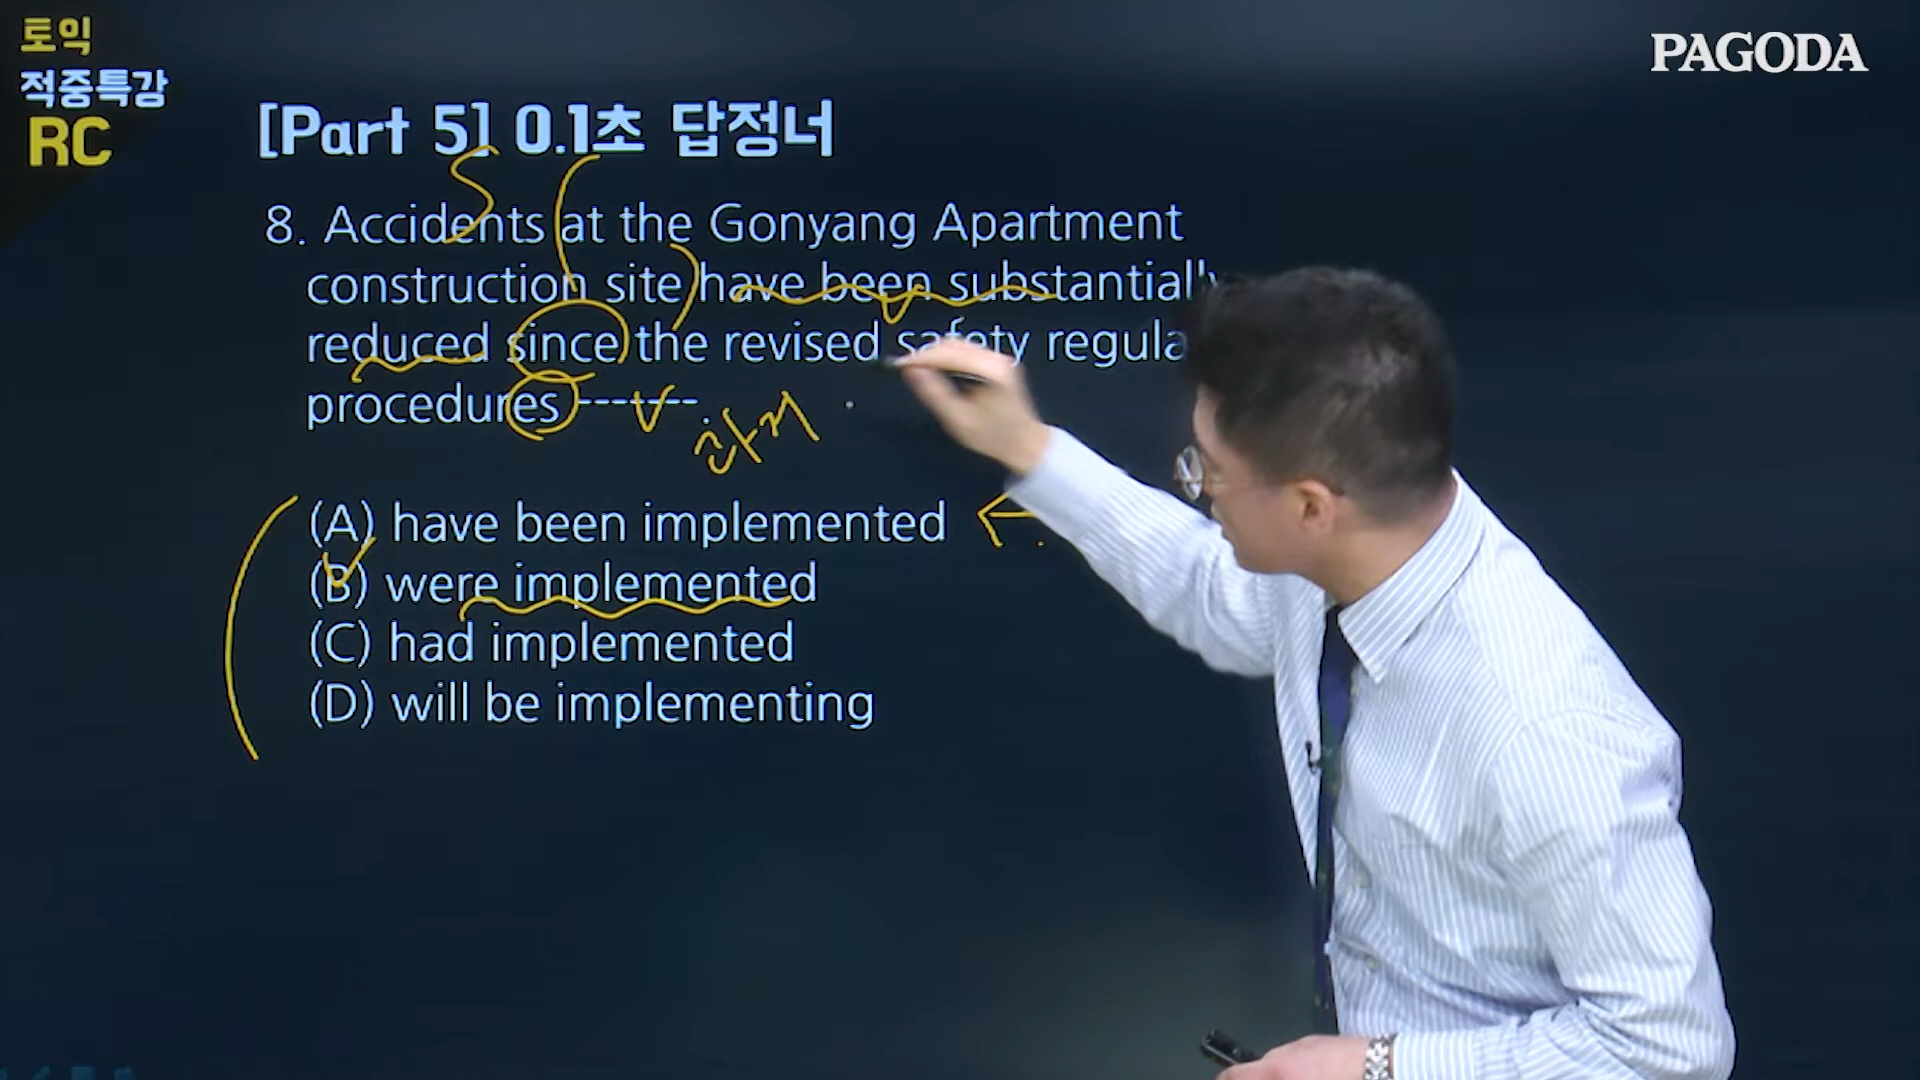 토익
적중특강
RC
PAGODA
[Part 5] 0.1초 답정너
S
8. Accidents at the Gonyang Apartment
construction site have been substantially
reduced since the revised safety regula
procedures -------.
과거
(A) have been implemented
(B) were implemented
(C) had implemented
(D) will be implementing